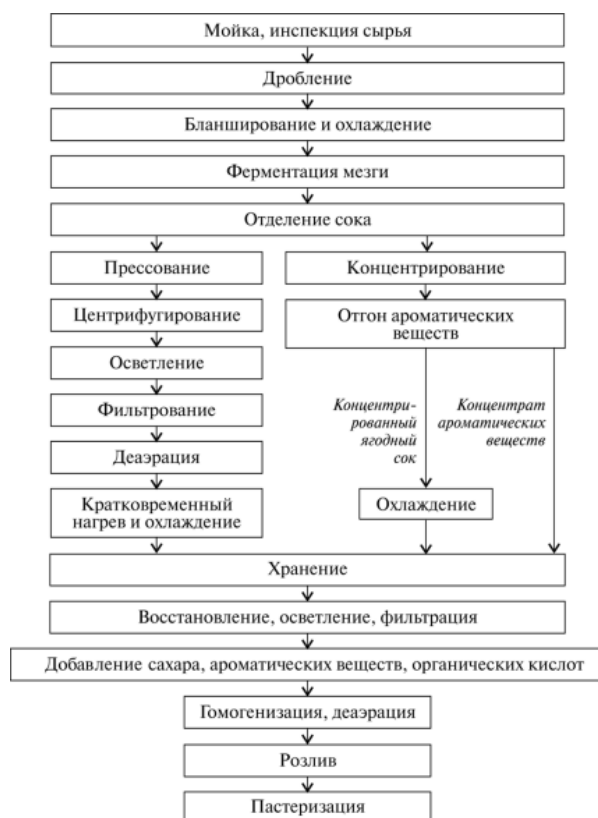 Мойка, инспекция сырья
Дробление
Бланширование и охлаждение
Ферментация мезги
Отделение сока
Прессование
Центрифугирование
Осветление
Фильтрование
Деаэрация
Кратковременный
нагрев и охлаждение
Концентрирование
Отгон ароматических
веществ
Концентри-
рованный
ягодный
сок
Концентрат
ароматических
веществ
Охлаждение
Хранение
Восстановление, осветление, фильтрация
Добавление сахара, ароматических веществ, органических кислот
Гомогенизация, деаэрация
Розлив
Пастеризация